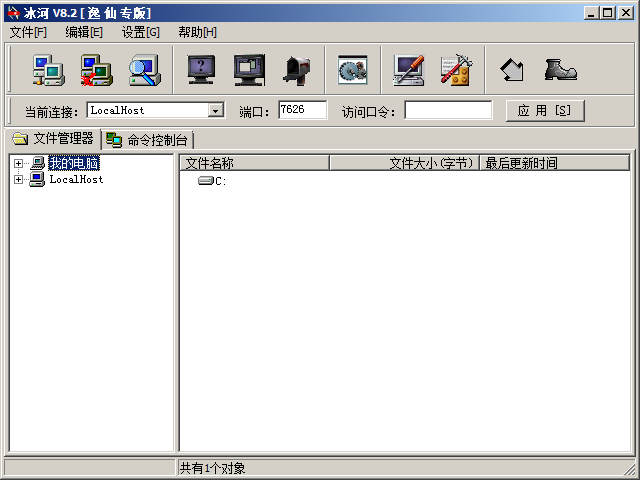 冰河 V8.2 [ 逸 仙 专版]
文件[F] 编辑[E] 设置[G] 帮助[H]
当前连接: LocalHost 端口: 7626 访问口令: 应 用 [S]
文件管理器 命令控制台
我的电脑
LocalHost
文件名称 文件大小(字节) 最后更新时间
C:
共有1个对象